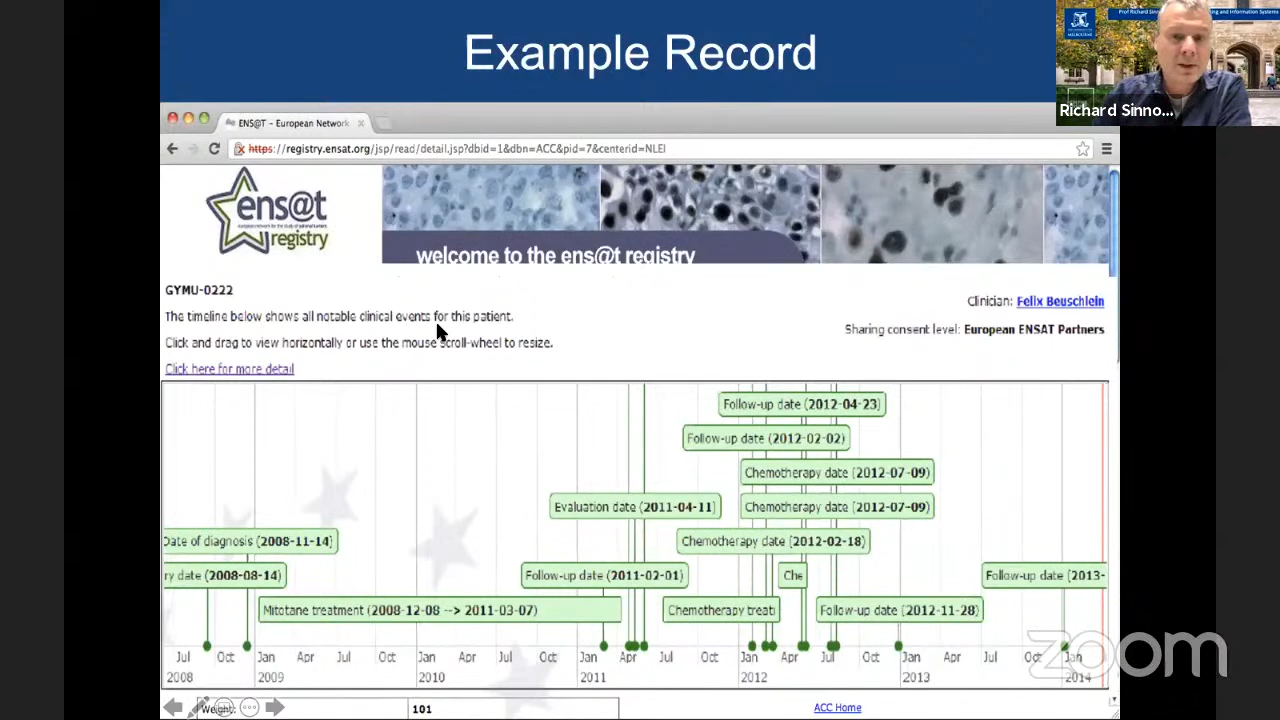 Example Record
Richard Sinno...
ENS@T - European Network
https://registry.ensat.org/jsp/read/detail.jsp?dbid=1&dbn=ACC&pid=7&centerid=NLEI
ens@t
registry
welcome to the ens@t registry
GYMU-0222
Clinician: Felix Beuschlein
The timeline below shows all notable clinical events for this patient.
Sharing consent level: European ENSAT Partners
Click and drag to view horizontally or use the mouse scroll-wheel to resize.
Click here for more detail
Follow-up date (2012-04-23)
Follow-up date (2012-02-02)
Chemotherapy date (2012-07-09)
Evaluation date (2011-04-11)
Chemotherapy date (2012-07-09)
Date of diagnosis (2008-11-14)
Chemotherapy date (2012-02-18)
ry date (2008-08-14)
Follow-up date (2011-02-01)
Che
Follow-up date (2013-
Mitotane treatment (2008-12-08 --> 2011-03-07)
Chemotherapy treat
Follow-up date (2012-11-28)
Jul Oct Jan Apr Jul Oct Jan Apr Jul Oct Jan Apr Jul Oct Jan Apr Jul Oct Jan Apr Jul Oct Jan
2008 2009 2010 2011 2012 2013 2014
zoom
Weight: 101
ACC Home